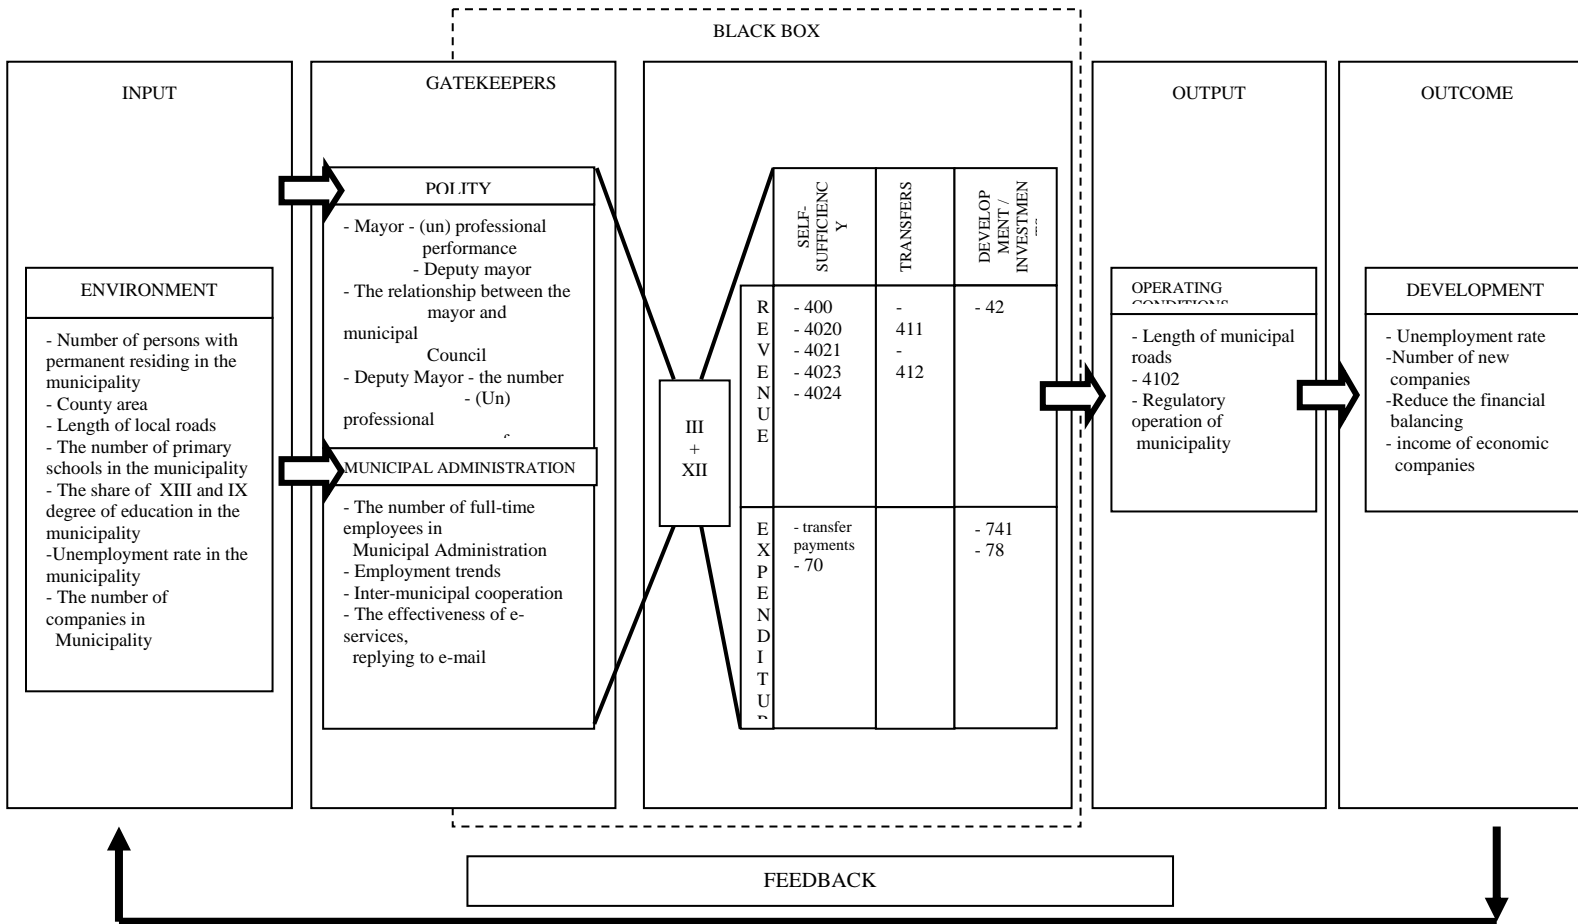 BLACK BOX
INPUT
ENVIRONMENT
- Number of persons with
permanent residing in the
municipality
- County area
- Length of local roads
- The number of primary
schools in the municipality
- The share of XIII and IX
degree of education in the
municipality
-Unemployment rate in the
municipality
- The number of
companies in
Municipality
GATEKEEPERS
POLITY
- Mayor - (un) professional
performance
- Deputy mayor
- The relationship between the
mayor and
municipal
Council
- Deputy Mayor - the number
- (Un)
professional
MUNICIPAL ADMINISTRATION
- The number of full-time
employees in
Municipal Administration
- Employment trends
- Inter-municipal cooperation
- The effectiveness of e-
services,
replying to e-mail
III
+
XII
SELF-
SUFFICIENC
Y
TRANSFERS
DEVELOP
MENT /
INVESTMEN
R
E
V
E
E
N
U
E
- 400
- 4020
- 4021
- 4023
- 4024
-
411
-
412
- 42
E
X
P
E
N
D
I
T
U
- transfer
payments
- 70
- 741
- 78
OUTPUT
OPERATING
CONDITIONS
- Length of municipal
roads
- 4102
- Regulatory
operation of
municipality
OUTCOME
DEVELOPMENT
- Unemployment rate
-Number of new
companies
-Reduce the financial
balancing
- income of economic
companies
FEEDBACK